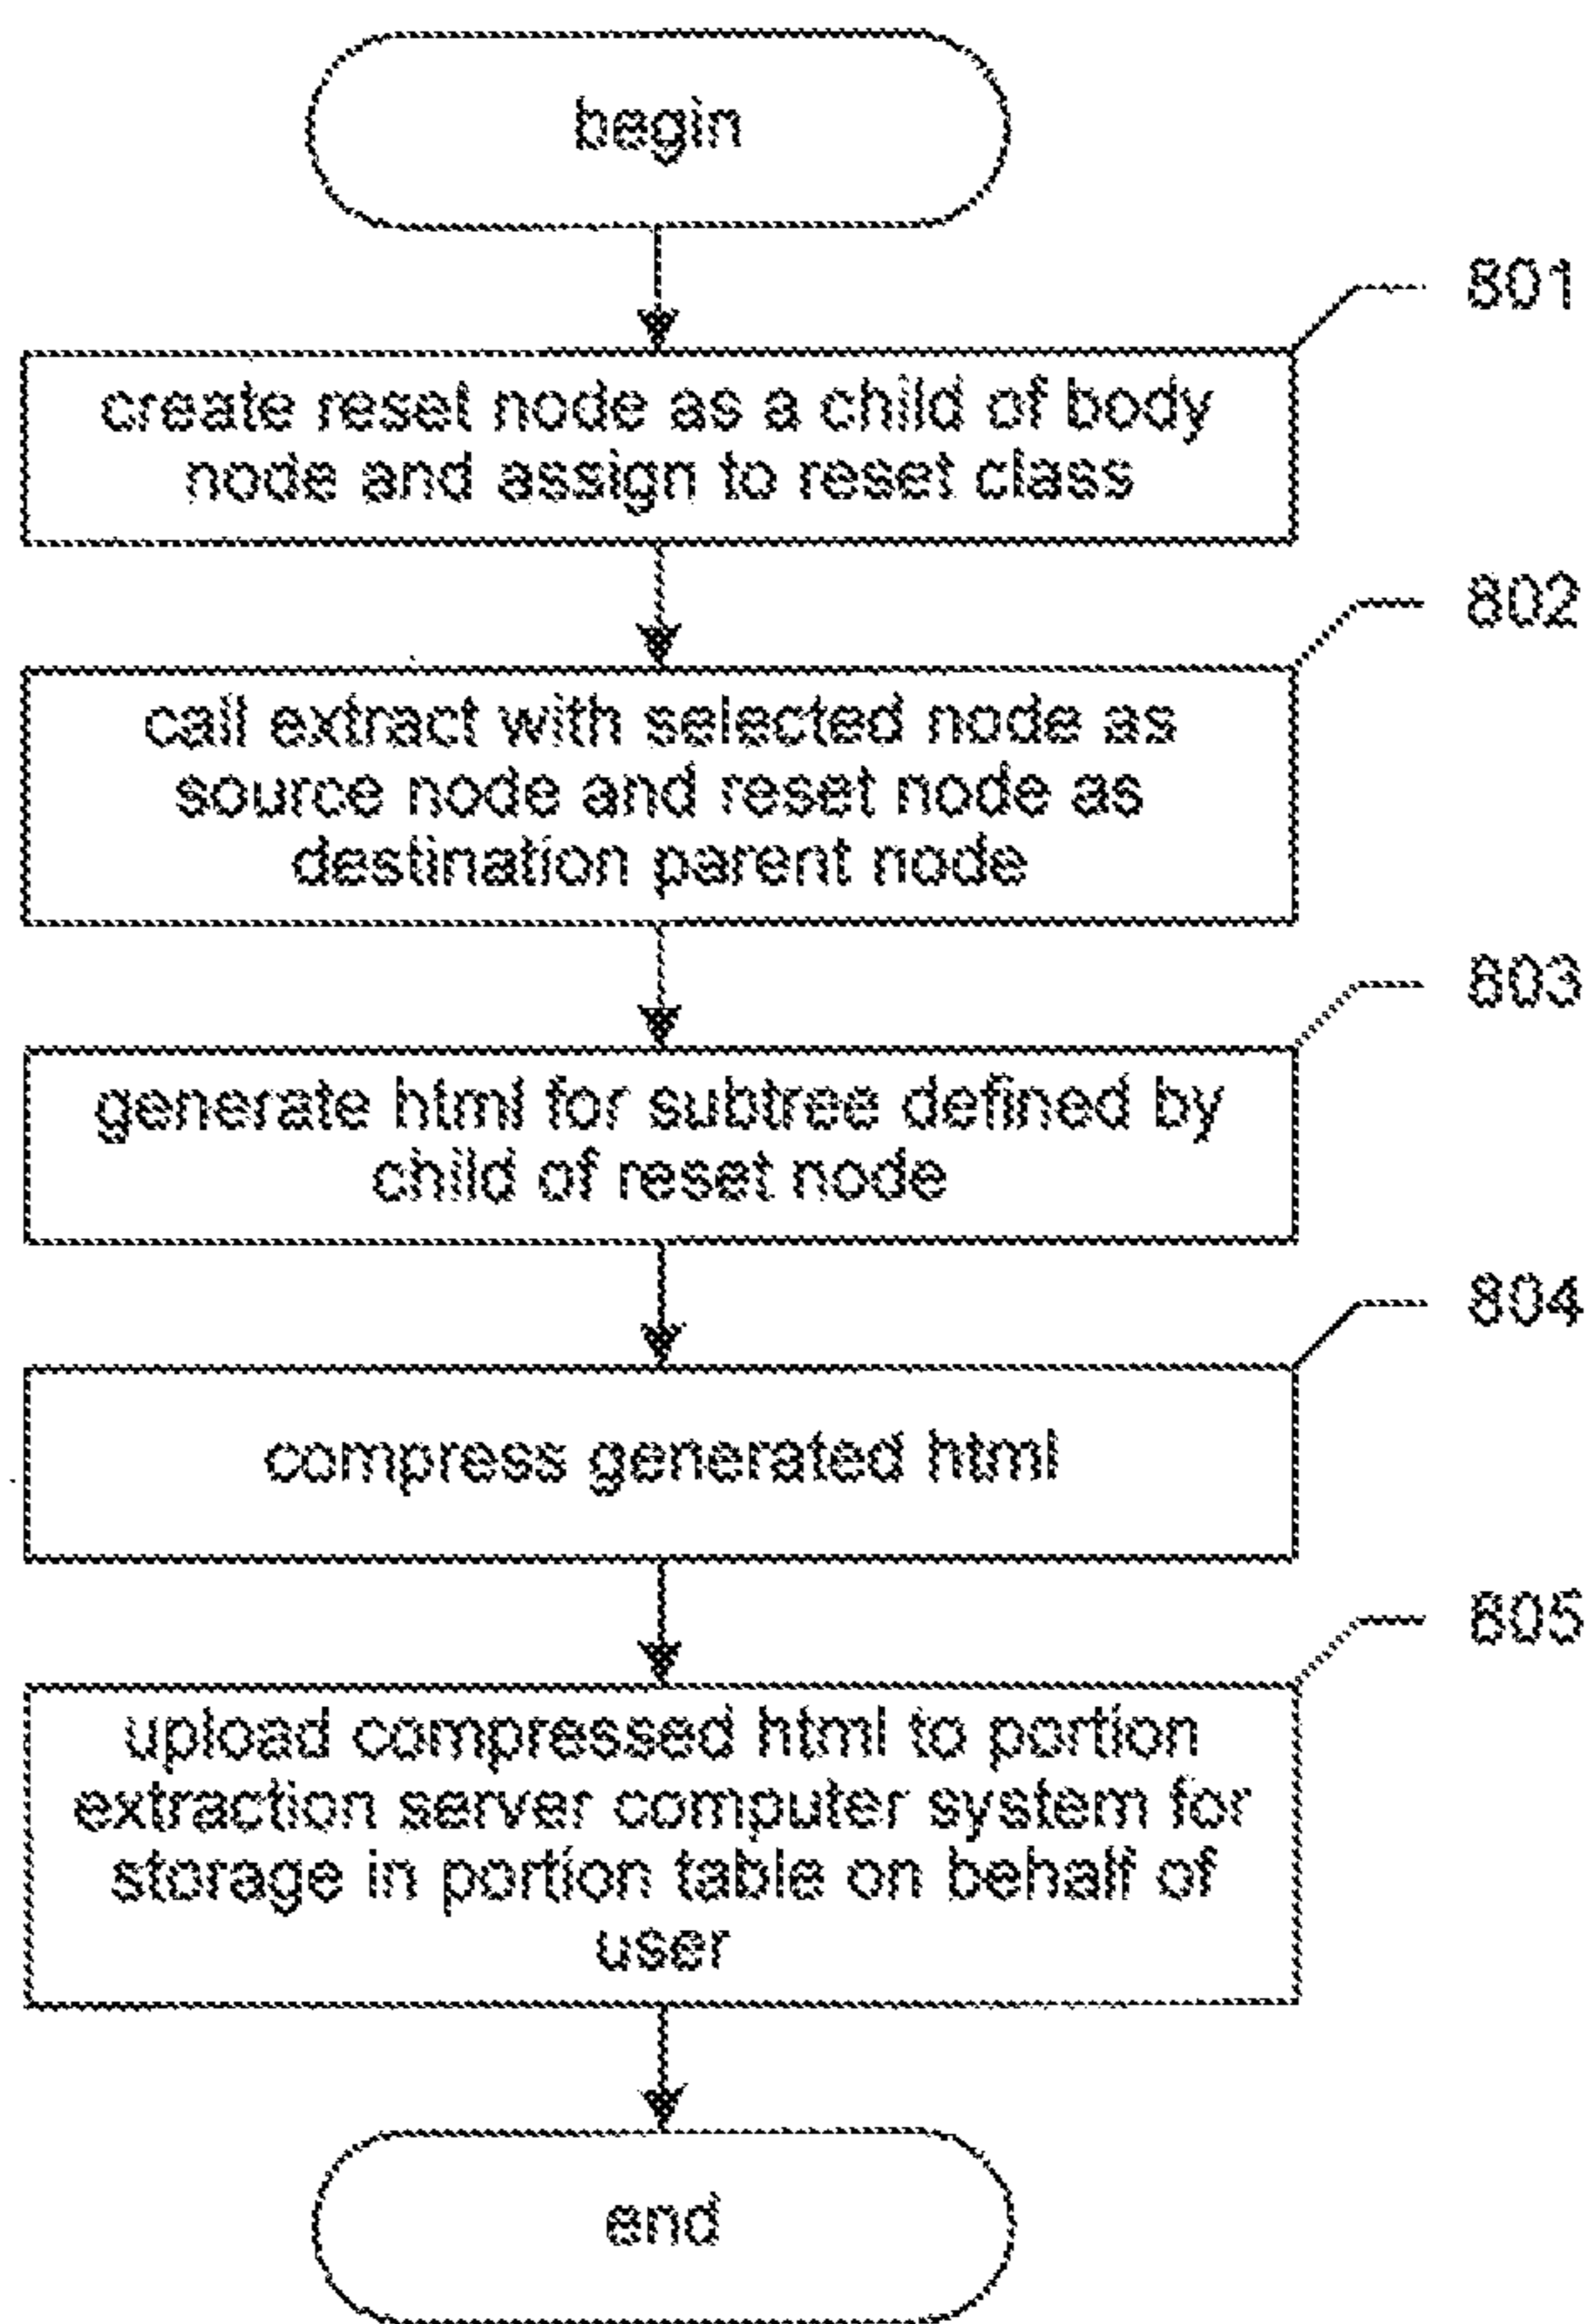 begin
801
create reset node as a child of body
node and assign to reset class
802
call extract with selected node as
source node and reset node as
destination parent node
803
generate html for subtree defined by
child of reset node
804
compress generated html
805
upload compressed html to portion
extraction server computer system for
storage in portion table on behalf of
user
end